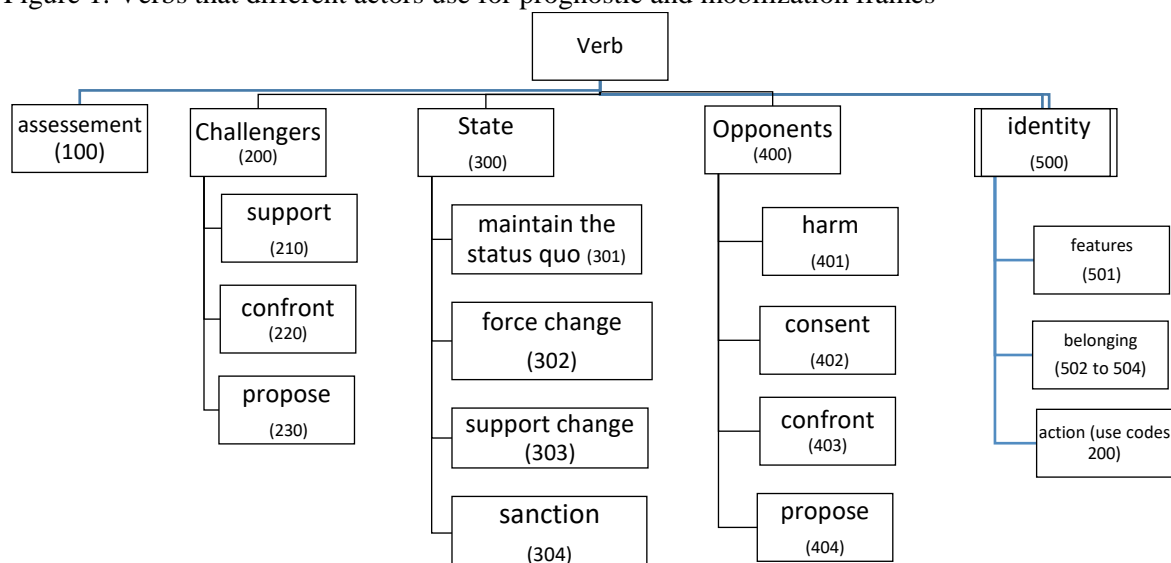 Figure 1: Verbs that different actors use for prognostic and mobilization frames
Verb
assessement
(100)
Challengers
(200)
support
(210)
confront
(220)
propose
(230)
State
(300)
maintain the
status quo (301)
force change
(302)
support change
(303)
sanction
(304)
Opponents
(400)
harm
(401)
consent
(402)
confront
(403)
propose
(404)
identity
(500)
features
(501)
belonging
(502 to 504)
action (use codes
200)